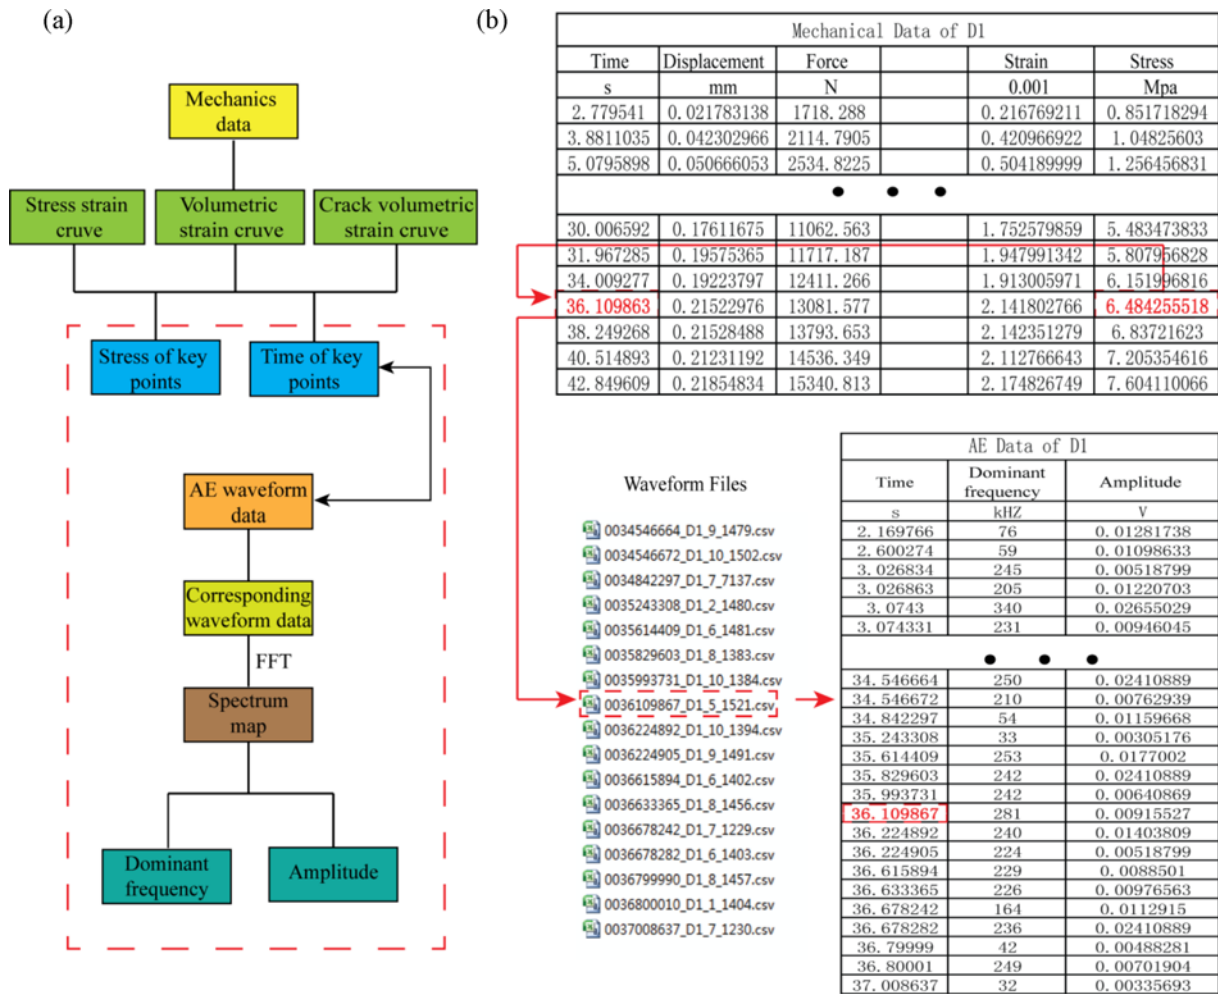 (a)
Mechanics
data
Stress strain
cruve
Volumetric
strain cruve
Crack volumetric
strain cruve
Stress of key
points
Time of key
points
AE waveform
data
Corresponding
waveform data
FFT
Spectrum
map
Dominant
frequency
Amplitude
(b)
Mechanical Data of D1
Time Displacement Force Strain Stress
s mm N 0.001 Mpa
2.779541 0.021783138 1718.288 0.216769211 0.851718294
3.8811035 0.042302966 2114.7905 0.420966922 1.04825603
5.0795898 0.050666053 2534.8225 0.504189999 1.256456831
• • •
30.006592 0.17611675 11062.563 1.752579859 5.483473833
31.967285 0.19575365 11717.187 1.947991342 5.807956828
34.009277 0.19223797 12411.266 1.913005971 6.151996816
36.109863 0.21522976 13081.577 2.141802766 6.484255518
38.249268 0.21528488 13793.653 2.142351279 6.83721623
40.514893 0.21231192 14536.349 2.112766643 7.205354616
42.849609 0.21854834 15340.813 2.174826749 7.604110066
Waveform Files
0034546664_D1_9_1479.csv
0034546672_D1_10_1502.csv
0034842297_D1_7_7137.csv
0035243308_D1_2_1480.csv
0035614409_D1_6_1481.csv
0035829603_D1_8_1383.csv
0035993731_D1_10_1384.csv
0036109867_D1_5_1521.csv
0036224892_D1_10_1394.csv
0036224905_D1_9_1491.csv
0036615894_D1_6_1402.csv
0036633365_D1_8_1456.csv
0036678242_D1_7_1229.csv
0036678282_D1_6_1403.csv
0036799990_D1_8_1457.csv
0036800010_D1_1_1404.csv
0037008637_D1_7_1230.csv
AE Data of D1
Time Dominant frequency Amplitude
s kHZ V
2.169766 76 0.01281738
2.600274 59 0.01098633
3.026834 245 0.00518799
3.026863 205 0.01220703
3.0743 340 0.02655029
3.074331 231 0.00946045
• • •
34.546664 250 0.02410889
34.546672 210 0.00762939
34.842297 54 0.01159668
35.243308 33 0.00305176
35.614409 253 0.0177002
35.829603 242 0.02410889
35.993731 242 0.00640869
36.109867 281 0.00915527
36.224892 240 0.01403809
36.224905 224 0.00518799
36.615894 229 0.0088501
36.633365 226 0.00976563
36.678242 164 0.0112915
36.678282 236 0.02410889
36.79999 42 0.00488281
36.80001 249 0.00701904
37.008637 32 0.00335693